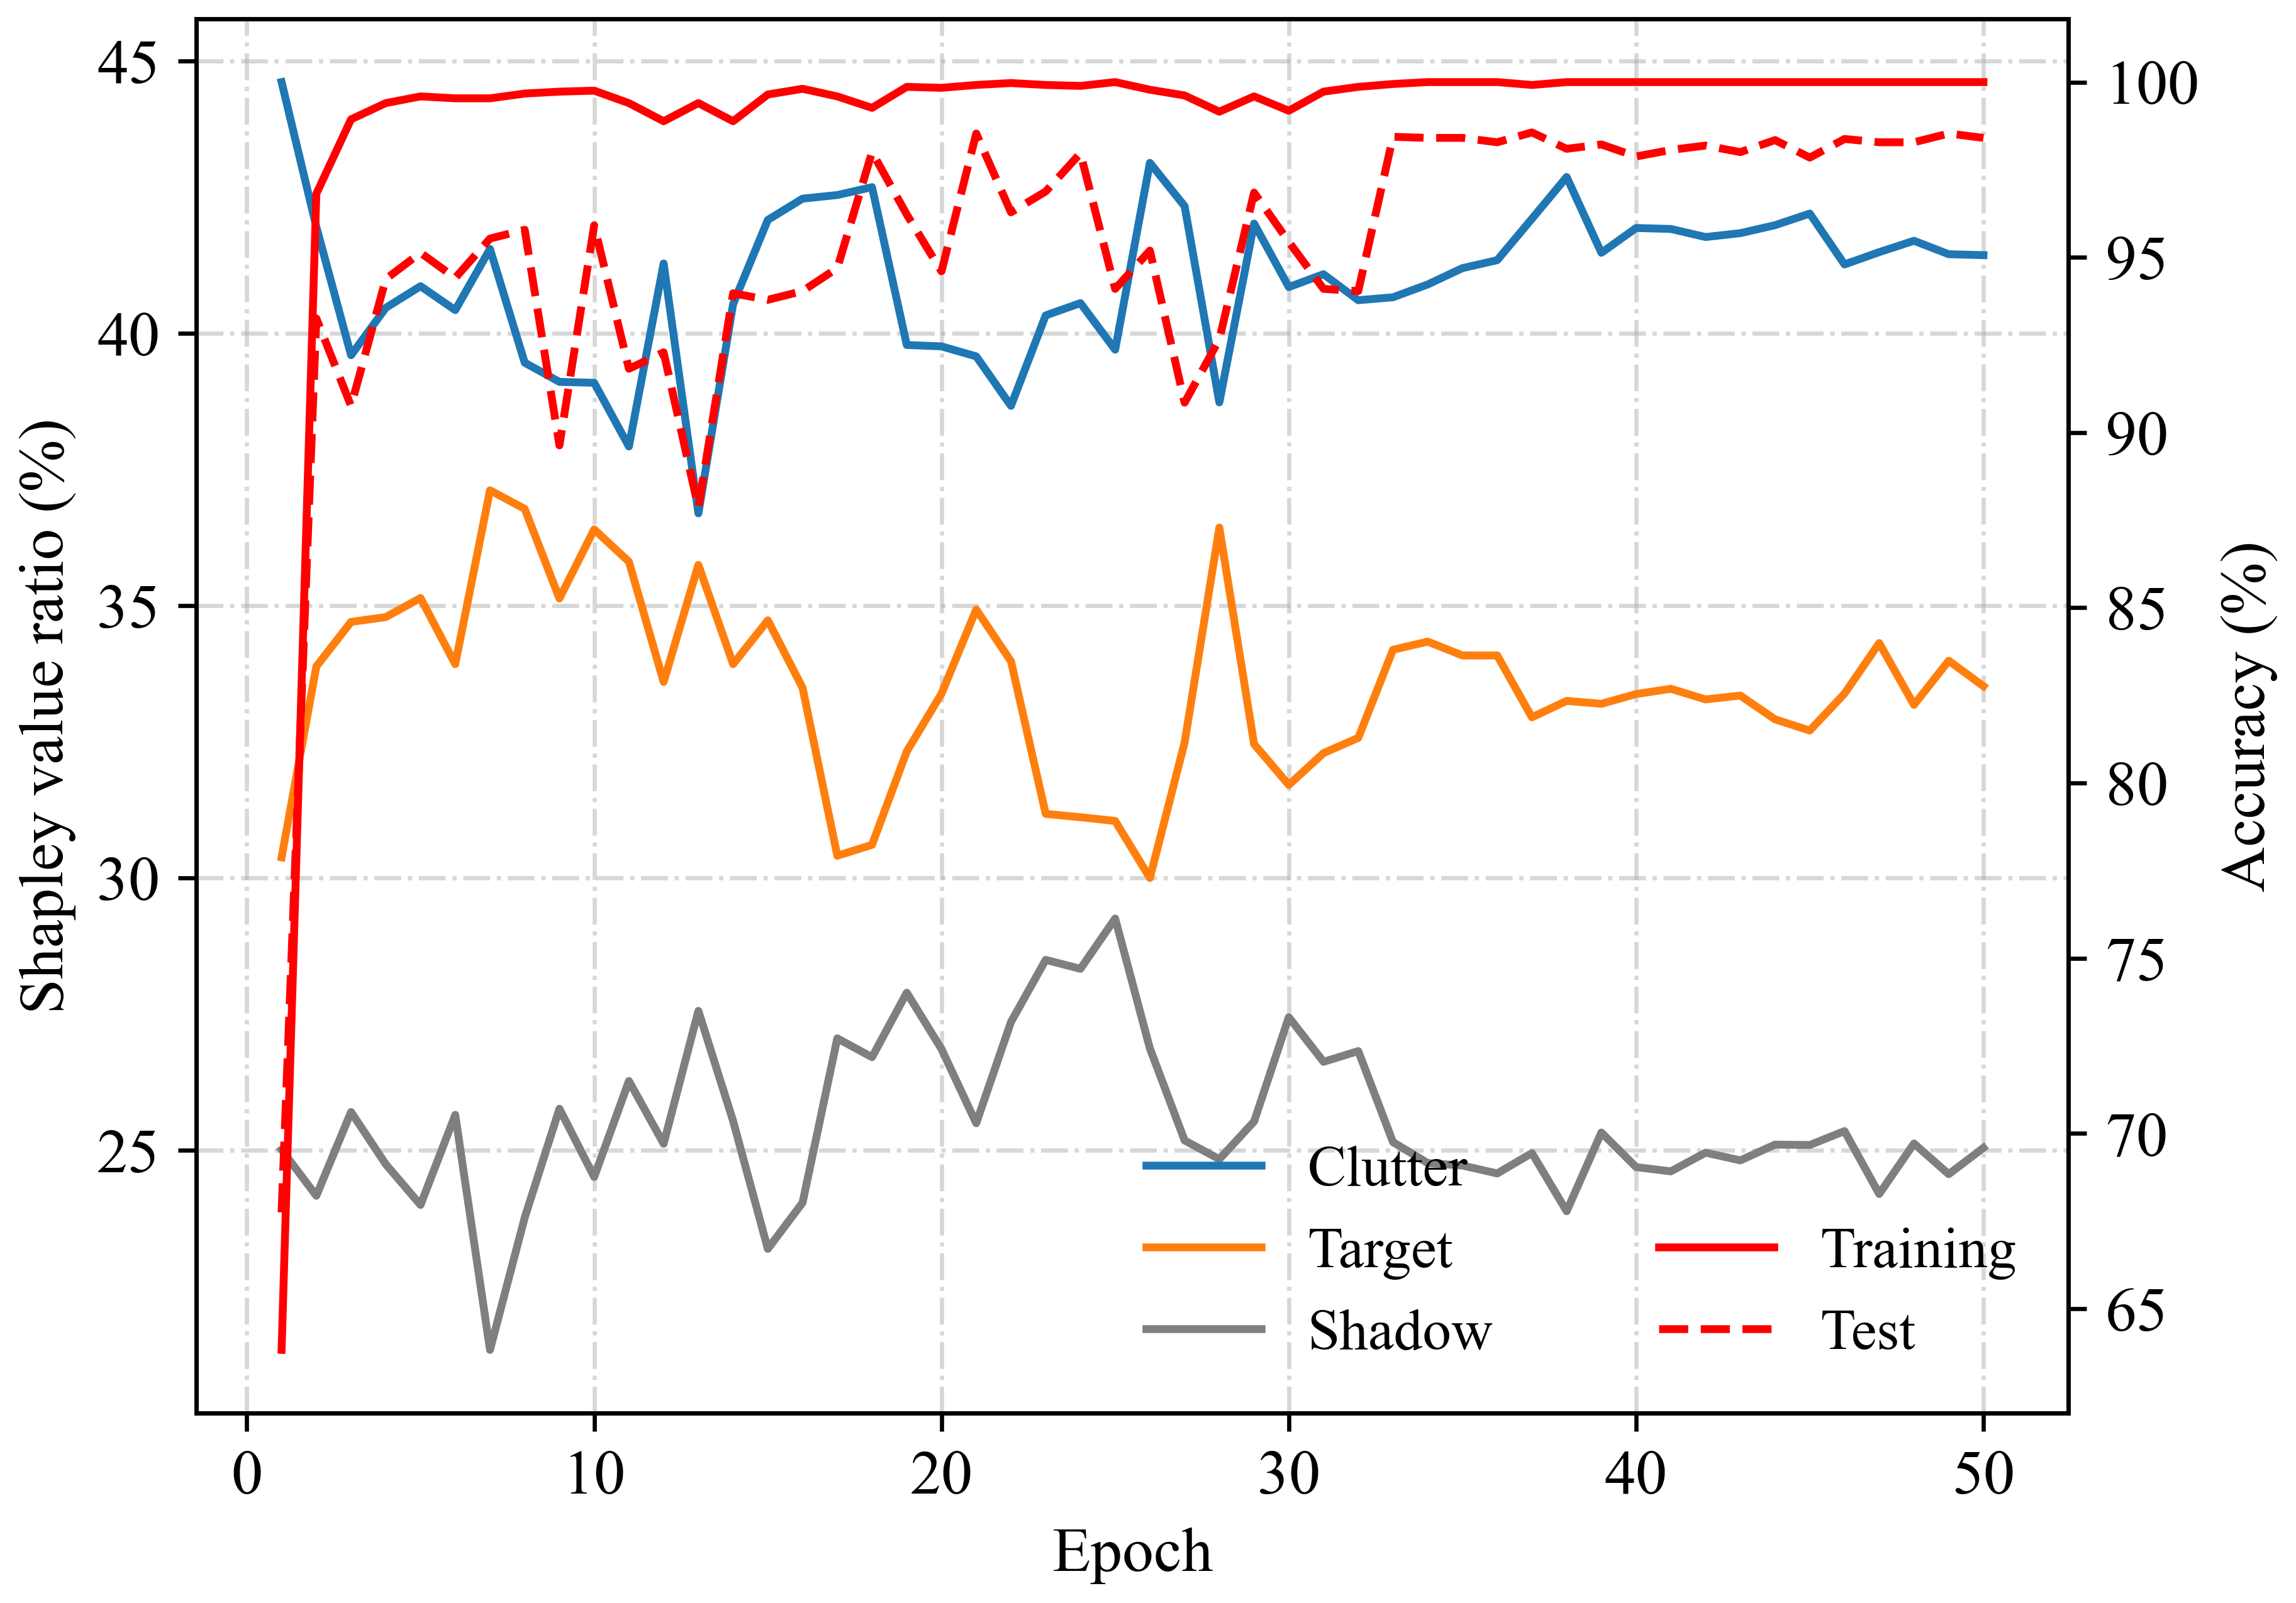 45
40
35
30
25
Shapley value ratio (%)
100
95
90
85
80
75
70
65
Accuracy (%)
Clutter
Target
Shadow
Training
Test
0 10 20 30 40 50
Epoch